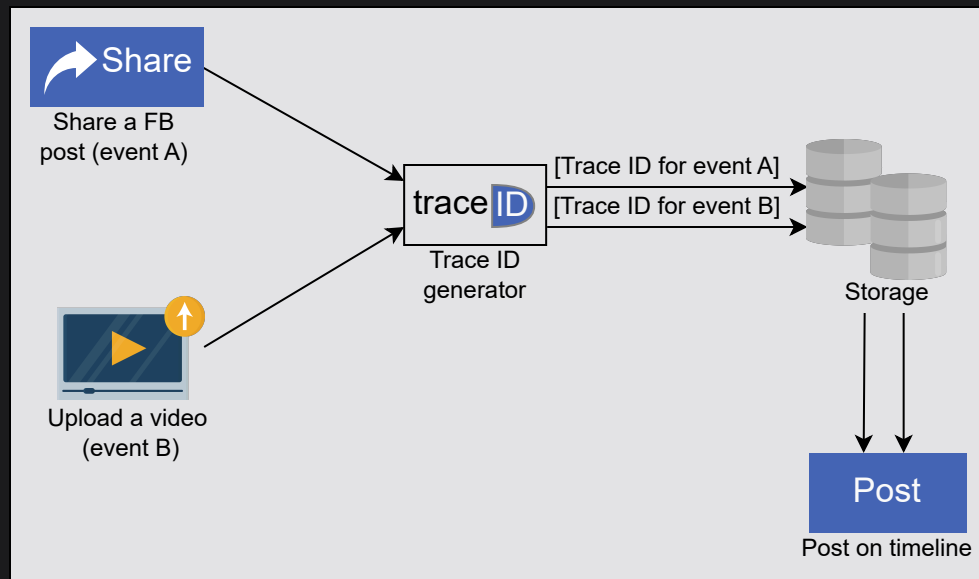 Share
Share a FB
post (event A)
trace ID
Trace ID
generator
[Trace ID for event A]
[Trace ID for event B]
Storage
Upload a video
(event B)
Post
Post on timeline